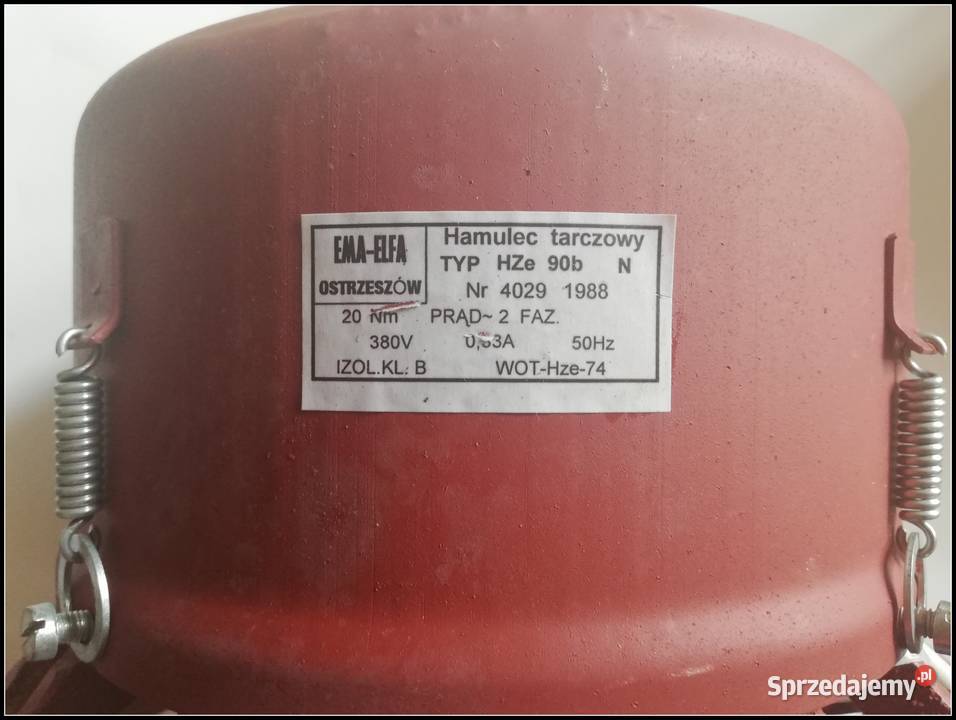 EMA-ELFA
OSTRZESZÓW
Hamulec tarczowy
TYP HZe 90b N
Nr 4029 1988
20 Nm PRĄD~ 2 FAZ.
380V 50Hz
IZOL.KL. B WOT-Hze-74
Sprzedajemy.pl